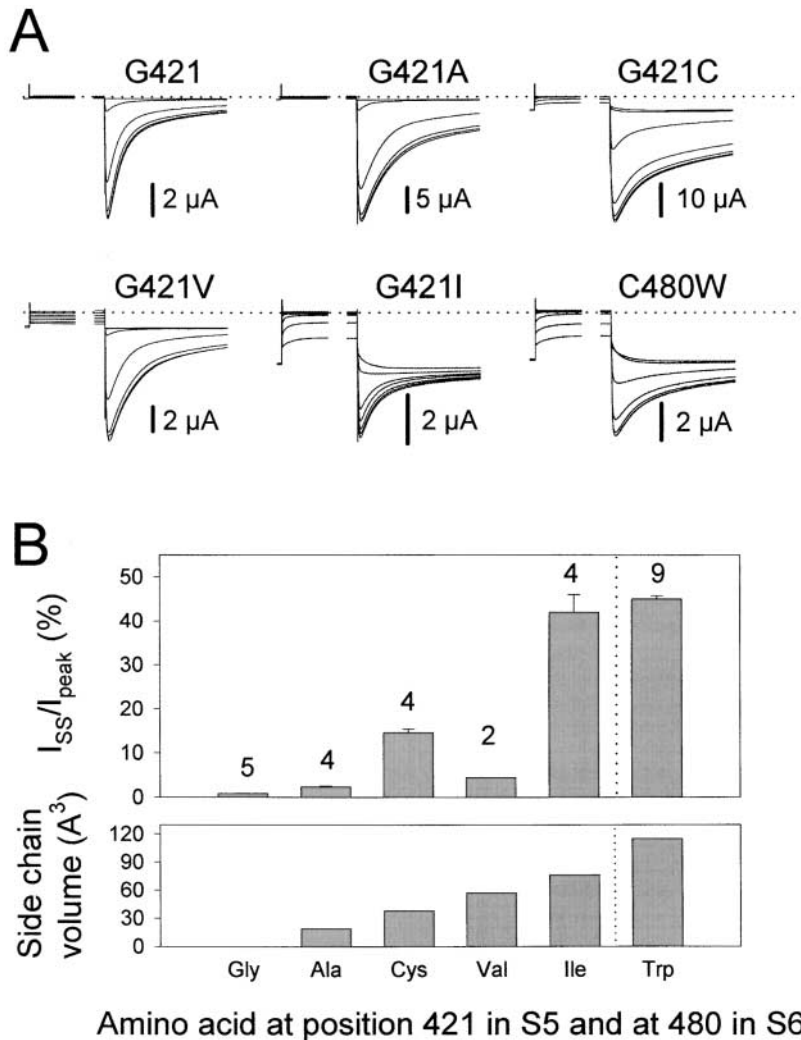 A
G421 G421A G421C
2 µA 5 µA 10 µA
G421V G421I C480W
2 µA 2 µA 2 µA
B
I_SS/I_peak (%)
50
40
30
20
10
0
5 4 4 2 4 9
Side chain
volume (A³)
120
90
60
30
0
Gly Ala Cys Val Ile Trp
Amino acid at position 421 in S5 and at 480 in S6